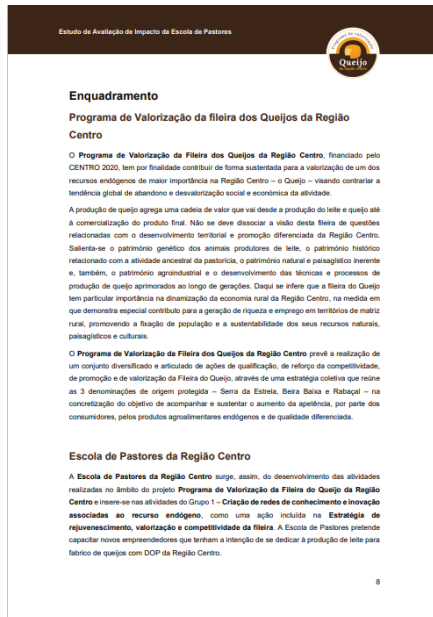 Estudo de Avaliação de Impacto da Escola de Pastores
Programa de Valorização
Queijo
da Região Centro
Enquadramento
Programa de Valorização da fileira dos Queijos da Região
Centro
O Programa de Valorização da Fileira dos Queijos da Região Centro, financiado pelo
CENTRO 2020, tem por finalidade contribuir de forma sustentada para a valorização de um dos
recursos endógenos de maior importância na Região Centro – o Queijo – visando contrariar a
tendência global de abandono e desvalorização social e económica da atividade.
A produção de queijo agrega uma cadeia de valor que vai desde a produção do leite e queijo até
à comercialização do produto final. Não se deve dissociar a visão desta fileira de questões
relacionadas com o desenvolvimento territorial e promoção diferenciada da Região Centro.
Salienta-se o património genético dos animais produtores de leite, o património histórico
relacionado com a atividade ancestral da pastorícia, o património natural e paisagístico inerente
e, também, o património agroindustrial e o desenvolvimento das técnicas e processos de
produção de queijo aprimorados ao longo de gerações. Daqui se infere que a fileira do Queijo
tem particular importância na dinamização da economia rural da Região Centro, na medida em
que demonstra especial contributo para a geração de riqueza e emprego em territórios de matriz
rural, promovendo a fixação de população e a sustentabilidade dos seus recursos naturais,
paisagísticos e culturais.
O Programa de Valorização da Fileira dos Queijos da Região Centro prevê a realização de
um conjunto diversificado e articulado de ações de qualificação, de reforço da competitividade,
de promoção e de valorização da Fileira do Queijo, através de uma estratégia coletiva que reúne
as 3 denominações de origem protegida – Serra da Estrela, Beira Baixa e Rabaçal – na
concretização do objetivo de acompanhar e sustentar o aumento da apetência, por parte dos
consumidores, pelos produtos agroalimentares endógenos e de qualidade diferenciada.
Escola de Pastores da Região Centro
A Escola de Pastores da Região Centro surge, assim, do desenvolvimento das atividades
realizadas no âmbito do projeto Programa de Valorização da Fileira do Queijo da Região
Centro e insere-se nas atividades do Grupo 1 – Criação de redes de conhecimento e inovação
associadas ao recurso endógeno, como uma ação incluída na Estratégia de
rejuvenescimento, valorização e competitividade da fileira. A Escola de Pastores pretende
capacitar novos empreendedores que tenham a intenção de se dedicar à produção de leite para
fabrico de queijos com DOP da Região Centro.
8